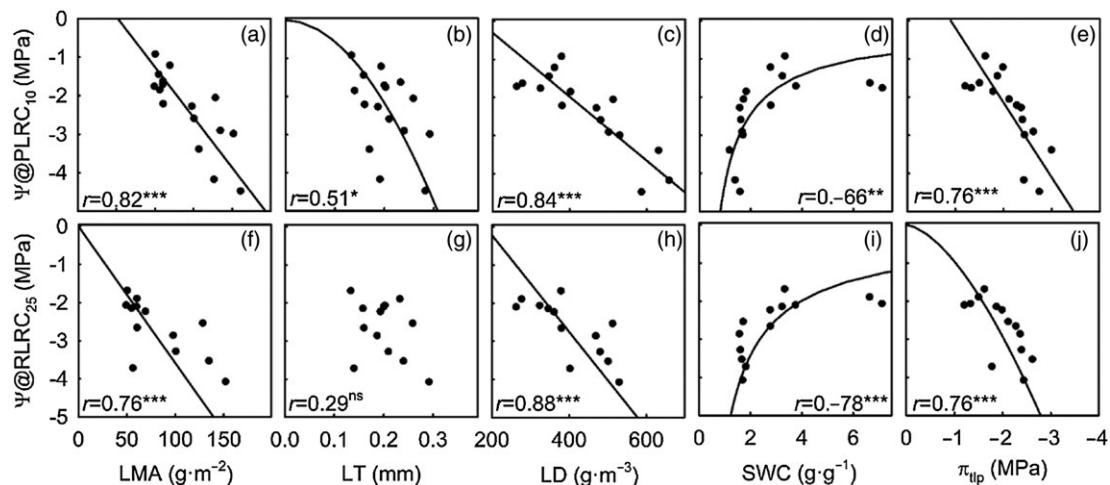 (a) (b) (c) (d) (e)
0
-1
-2
-3
-4
Ψ@PLRC10 (MPa)
r=0.82*** r=0.51* r=0.84*** r=0.-66** r=0.76***
(f) (g) (h) (i) (j)
0
-1
-2
-3
-4
-5
Ψ@RLRC25 (MPa)
r=0.76*** r=0.29ns r=0.88*** r=0.-78*** r=0.76***
0 50 100 150 0.0 0.1 0.2 0.3 200 400 600 0 2 4 6 0 −1 −2 −3 −4
LMA (g·m−2) LT (mm) LD (g·m−3) SWC (g·g−1) πtlp (MPa)